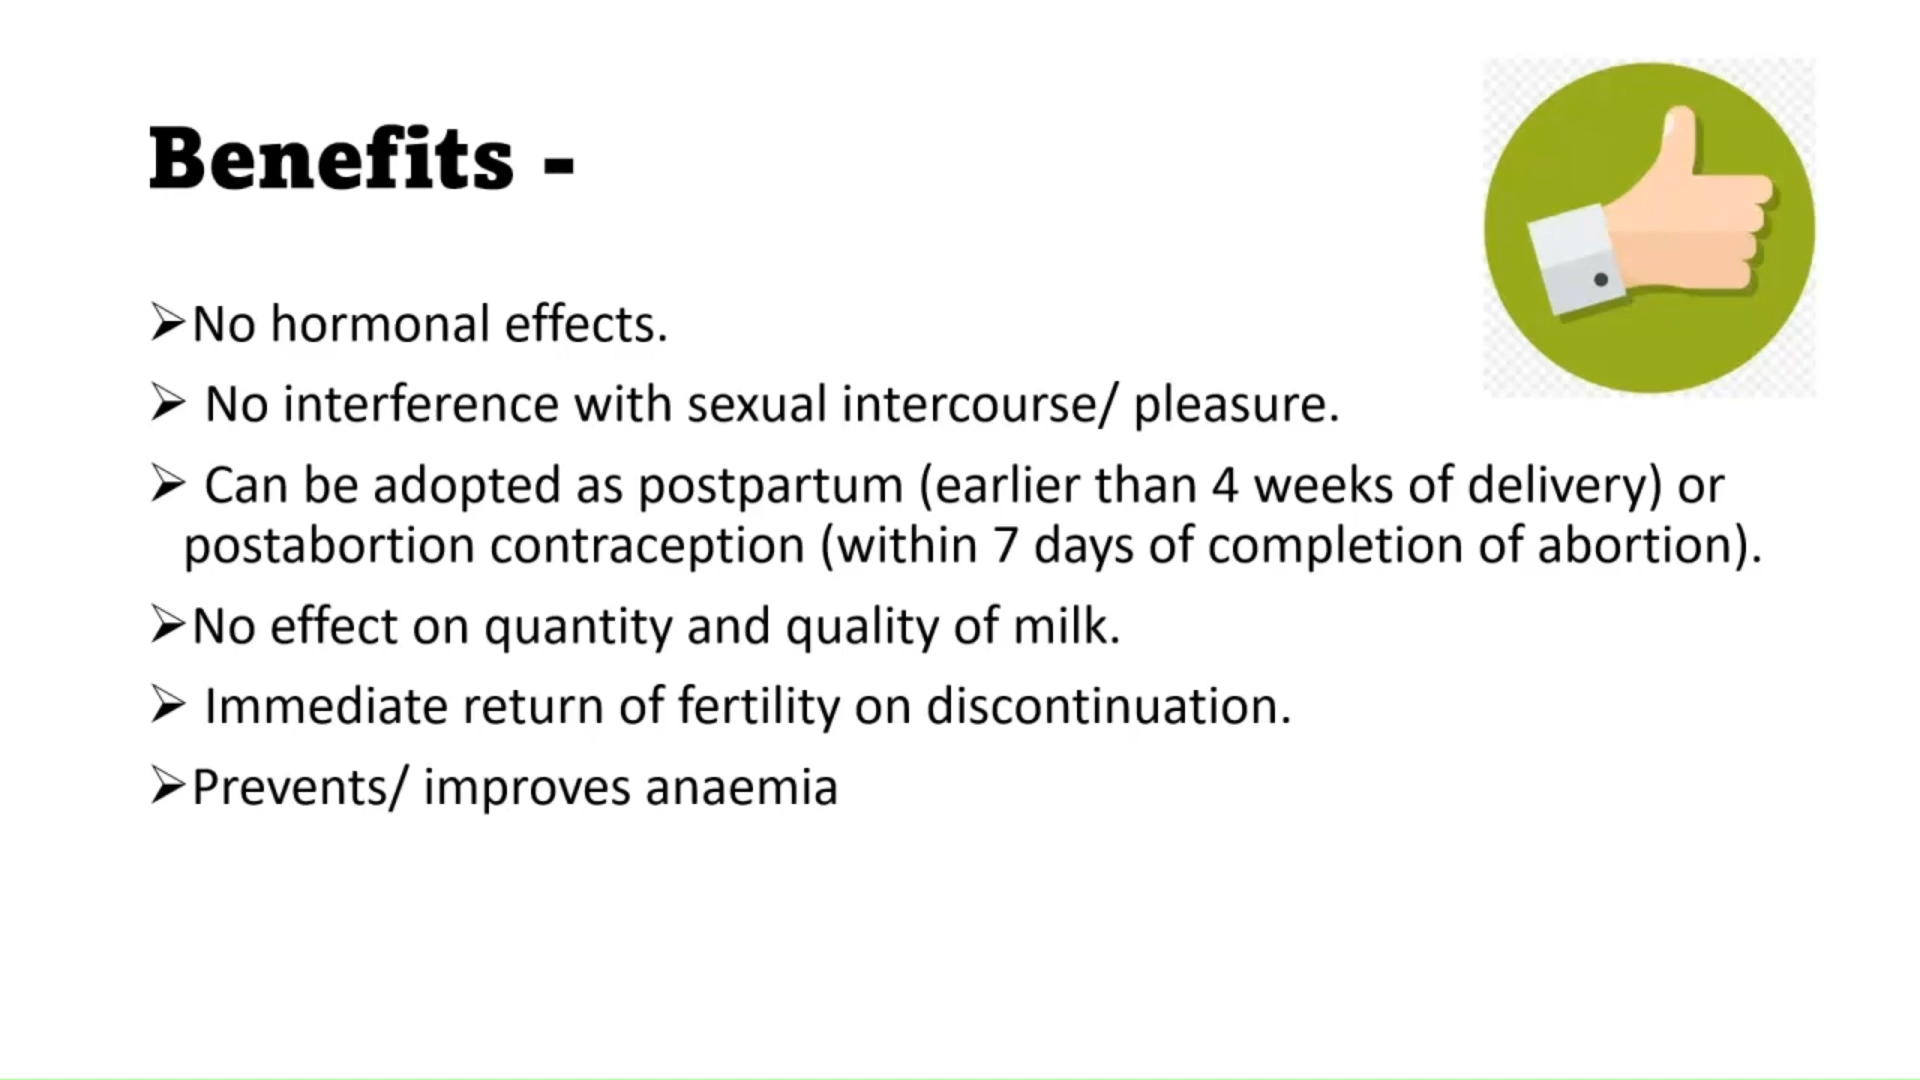 Benefits -
➢No hormonal effects.
➢ No interference with sexual intercourse/ pleasure.
➢ Can be adopted as postpartum (earlier than 4 weeks of delivery) or
postabortion contraception (within 7 days of completion of abortion).
➢No effect on quantity and quality of milk.
➢ Immediate return of fertility on discontinuation.
➢Prevents/ improves anaemia